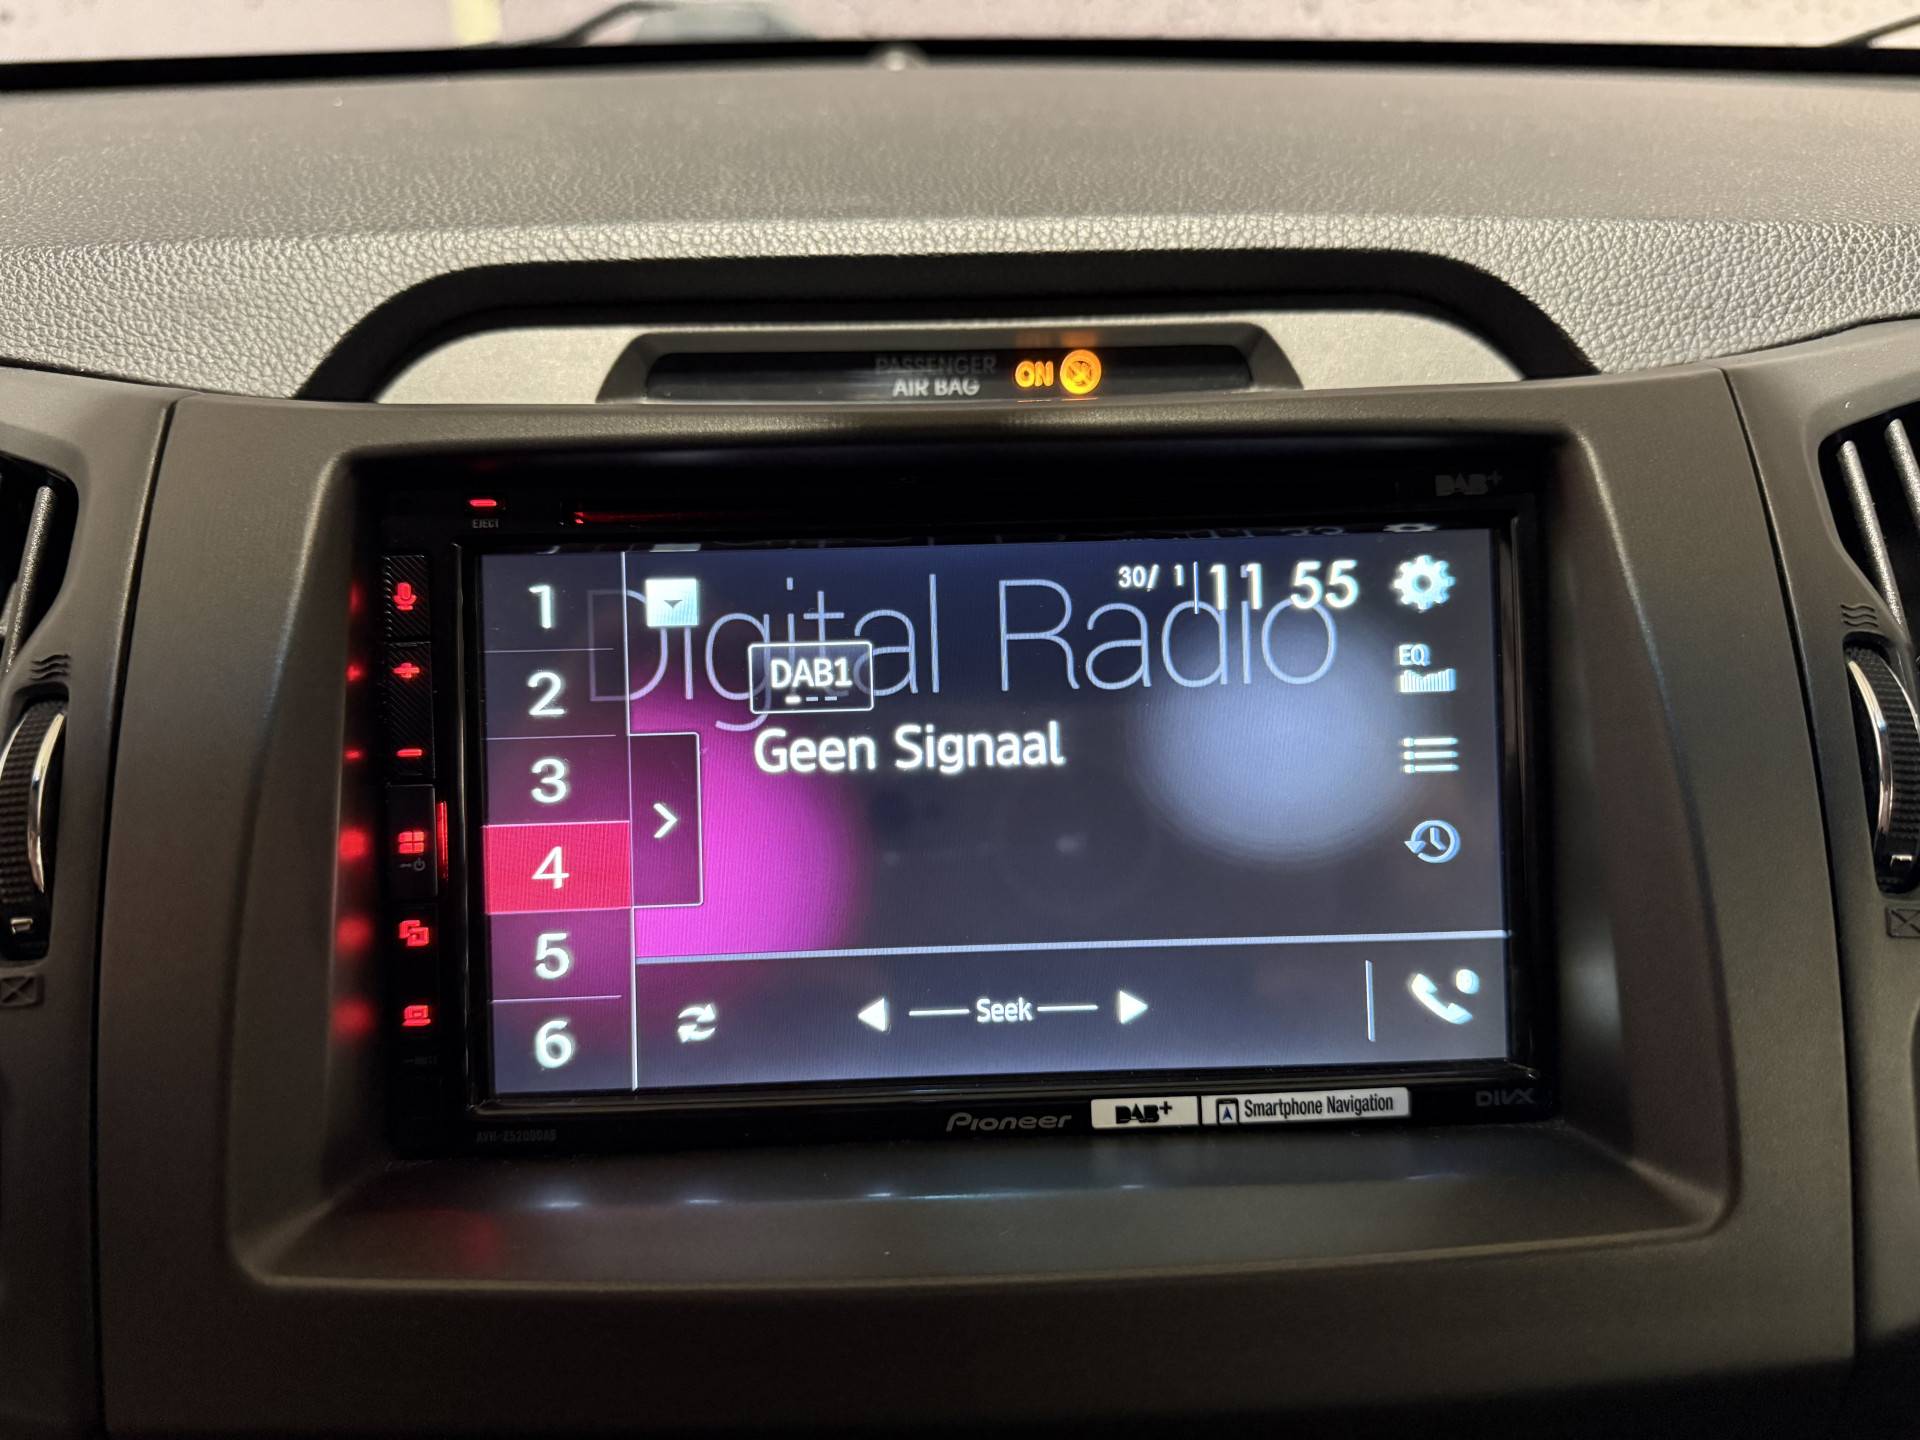 PASSENGER
AIR BAG
ON
DAB+
EJECT
Digital Radio
30/ 1
11 55
1
2
3
4
5
6
DAB1
Geen Signaal
EQ
Seek
Pioneer
DAB+
Smartphone Navigation
DIVX